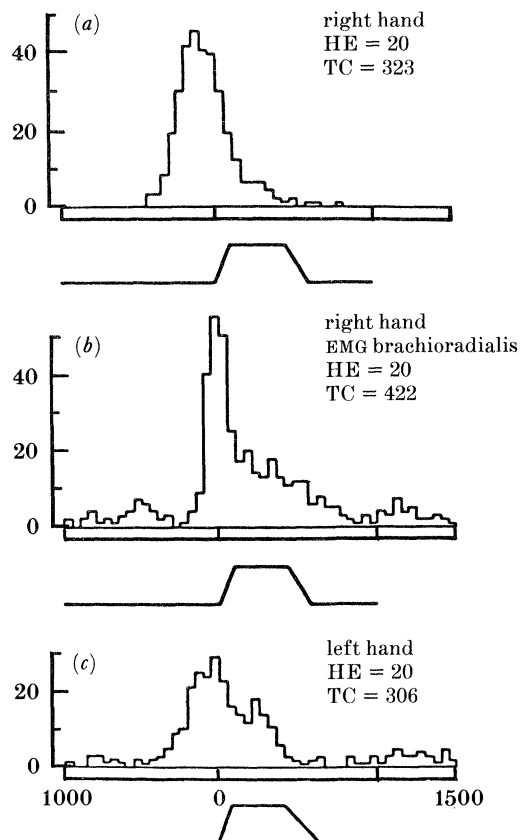 (a)
right hand
HE = 20
TC = 323
40
20
0
(b)
right hand
EMG brachioradialis
HE = 20
TC = 422
40
20
0
(c)
left hand
HE = 20
TC = 306
20
0
1000 0 1500